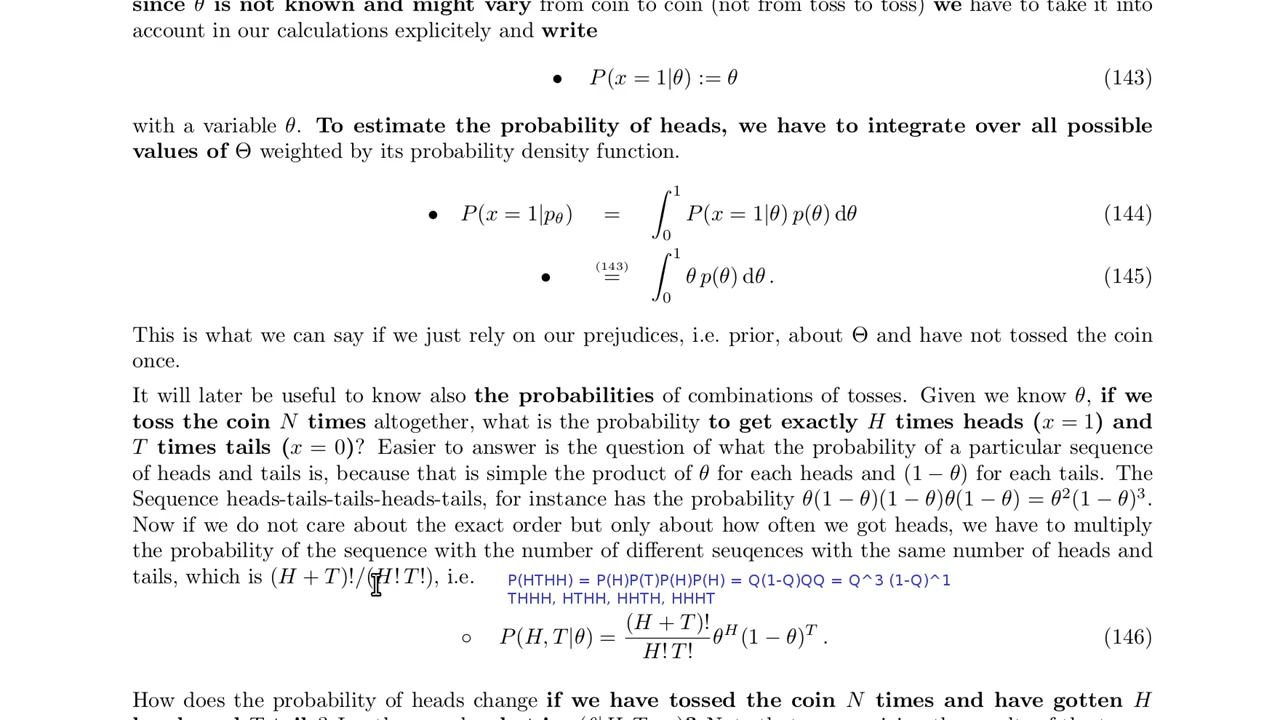 since θ is not known and might vary from coin to coin (not from toss to toss) we have to take it into
account in our calculations explicitely and write
• P(x = 1|θ) := θ (143)
with a variable θ. To estimate the probability of heads, we have to integrate over all possible
values of Θ weighted by its probability density function.
• P(x = 1|pθ) = ∫₀¹ P(x = 1|θ) p(θ) dθ (144)
• (143) = ∫₀¹ θ p(θ) dθ . (145)
This is what we can say if we just rely on our prejudices, i.e. prior, about Θ and have not tossed the coin
once.
It will later be useful to know also the probabilities of combinations of tosses. Given we know θ, if we
toss the coin N times altogether, what is the probability to get exactly H times heads (x = 1) and
T times tails (x = 0)? Easier to answer is the question of what the probability of a particular sequence
of heads and tails is, because that is simple the product of θ for each heads and (1 − θ) for each tails. The
Sequence heads-tails-tails-heads-tails, for instance has the probability θ(1 − θ)(1 − θ)θ(1 − θ) = θ²(1 − θ)³.
Now if we do not care about the exact order but only about how often we got heads, we have to multiply
the probability of the sequence with the number of different seuqences with the same number of heads and
tails, which is (H + T)!/(H! T!), i.e.
P(HTHH) = P(H)P(T)P(H)P(H) = Q(1-Q)QQ = Q^3 (1-Q)^1
THHH, HTHH, HHTH, HHHT
◦ P(H, T|θ) = (H + T)! / H! T! θ^H (1 − θ)^T . (146)
How does the probability of heads change if we have tossed the coin N times and have gotten H